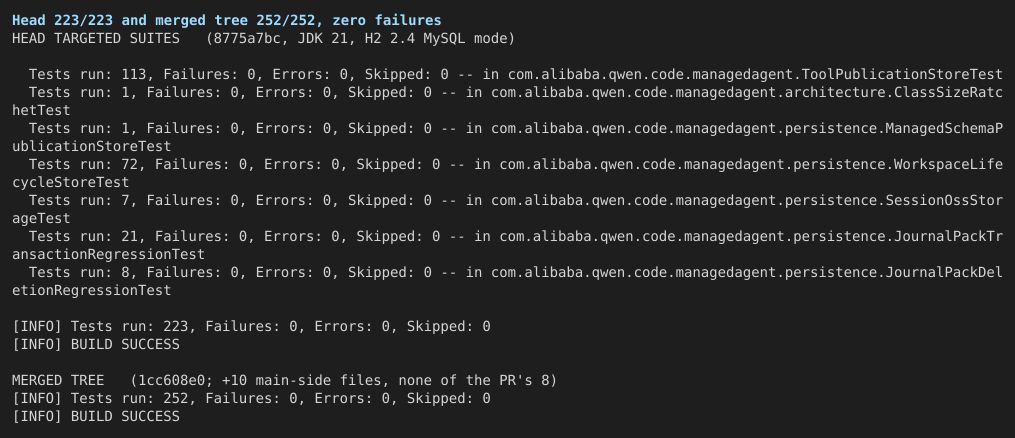 Head 223/223 and merged tree 252/252, zero failures
HEAD TARGETED SUITES   (8775a7bc, JDK 21, H2 2.4 MySQL mode)
  Tests run: 113, Failures: 0, Errors: 0, Skipped: 0 -- in com.alibaba.qwen.code.managedagent.ToolPublicationStoreTest
  Tests run: 1, Failures: 0, Errors: 0, Skipped: 0 -- in com.alibaba.qwen.code.managedagent.architecture.ClassSizeRatc
hetTest
  Tests run: 1, Failures: 0, Errors: 0, Skipped: 0 -- in com.alibaba.qwen.code.managedagent.persistence.ManagedSchemaP
ublicationStoreTest
  Tests run: 72, Failures: 0, Errors: 0, Skipped: 0 -- in com.alibaba.qwen.code.managedagent.persistence.WorkspaceLife
cycleStoreTest
  Tests run: 7, Failures: 0, Errors: 0, Skipped: 0 -- in com.alibaba.qwen.code.managedagent.persistence.SessionOssStor
ageTest
  Tests run: 21, Failures: 0, Errors: 0, Skipped: 0 -- in com.alibaba.qwen.code.managedagent.persistence.JournalPackTr
ansactionRegressionTest
  Tests run: 8, Failures: 0, Errors: 0, Skipped: 0 -- in com.alibaba.qwen.code.managedagent.persistence.JournalPackDel
etionRegressionTest
[INFO] Tests run: 223, Failures: 0, Errors: 0, Skipped: 0
[INFO] BUILD SUCCESS
MERGED TREE   (1cc608e0; +10 main-side files, none of the PR's 8)
[INFO] Tests run: 252, Failures: 0, Errors: 0, Skipped: 0
[INFO] BUILD SUCCESS